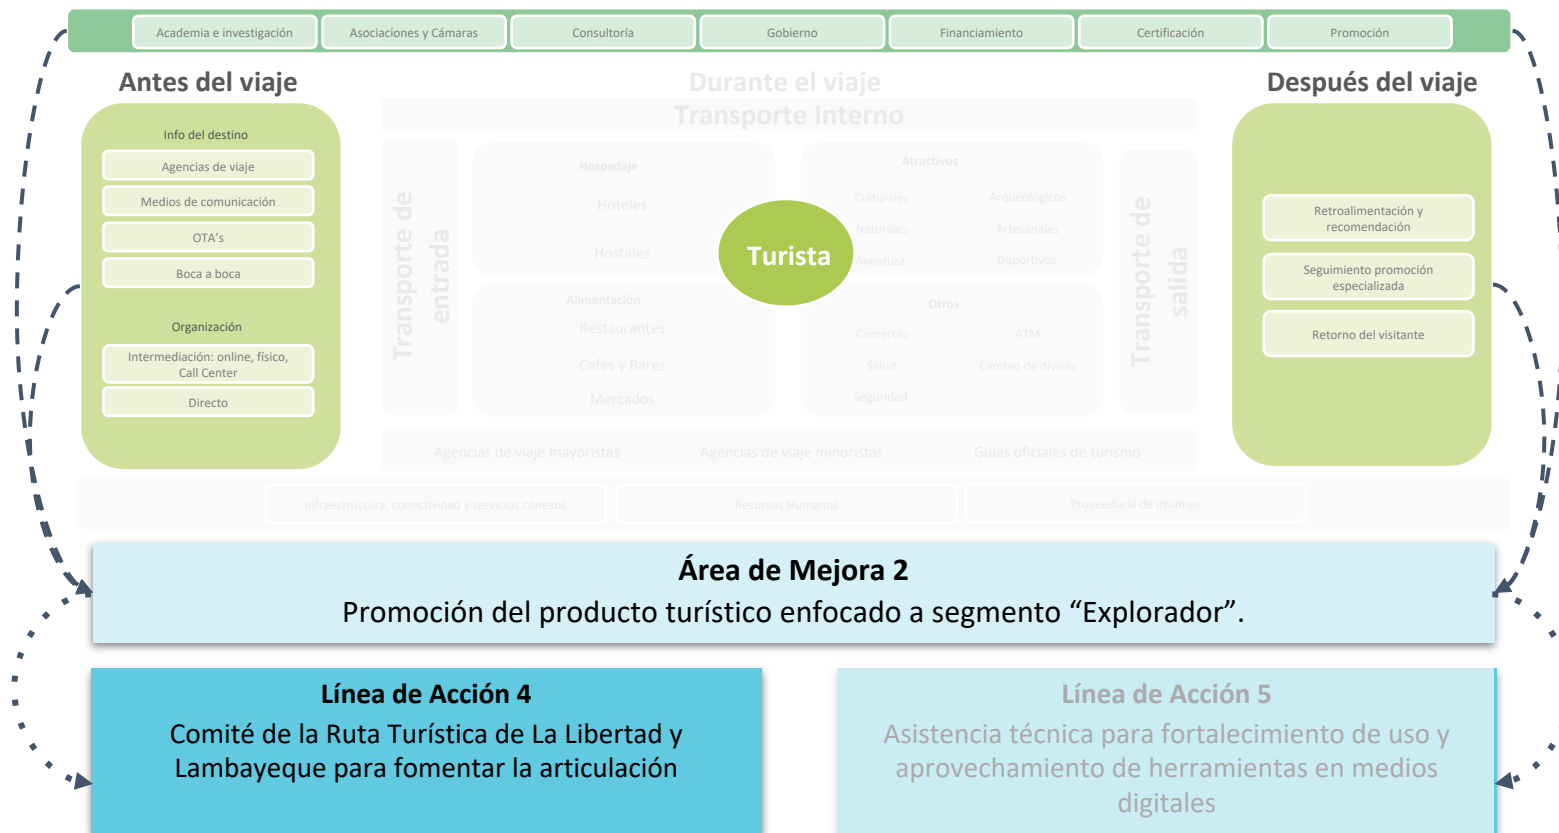 Academia e investigación
Asociaciones y Cámaras
Consultoría
Gobierno
Financiamiento
Certificación
Promoción
Antes del viaje
Durante el viaje
Después del viaje
Info del destino
Agencias de viaje
Medios de comunicación
OTA's
Boca a boca
Organización
Intermediación: online, físico,
Call Center
Directo
Transporte Interno
Transporte de
entrada
Hospedaje
Hoteles
Hostales
Atractivos
Culturales
Arqueológicos
Naturales
Artesanales
Aventura
Deportivos
Turista
Alimentación
Restaurantes
Cafés y Bares
Mercados
Otros
Comercio
ATM
Salud
Cambio de divisas
Seguridad
Transporte de
salida
Retroalimentación y
recomendación
Seguimiento promoción
especializada
Retorno del visitante
Agencias de viaje mayoristas
Agencias de viaje minoristas
Guías oficiales de turismo
Infraestructura, conectividad y servicios conexos
Recursos Humanos
Proveeduría de insumos
Área de Mejora 2
Promoción del producto turístico enfocado a segmento “Explorador”.
Línea de Acción 4
Comité de la Ruta Turística de La Libertad y
Lambayeque para fomentar la articulación
Línea de Acción 5
Asistencia técnica para fortalecimiento de uso y
aprovechamiento de herramientas en medios
digitales